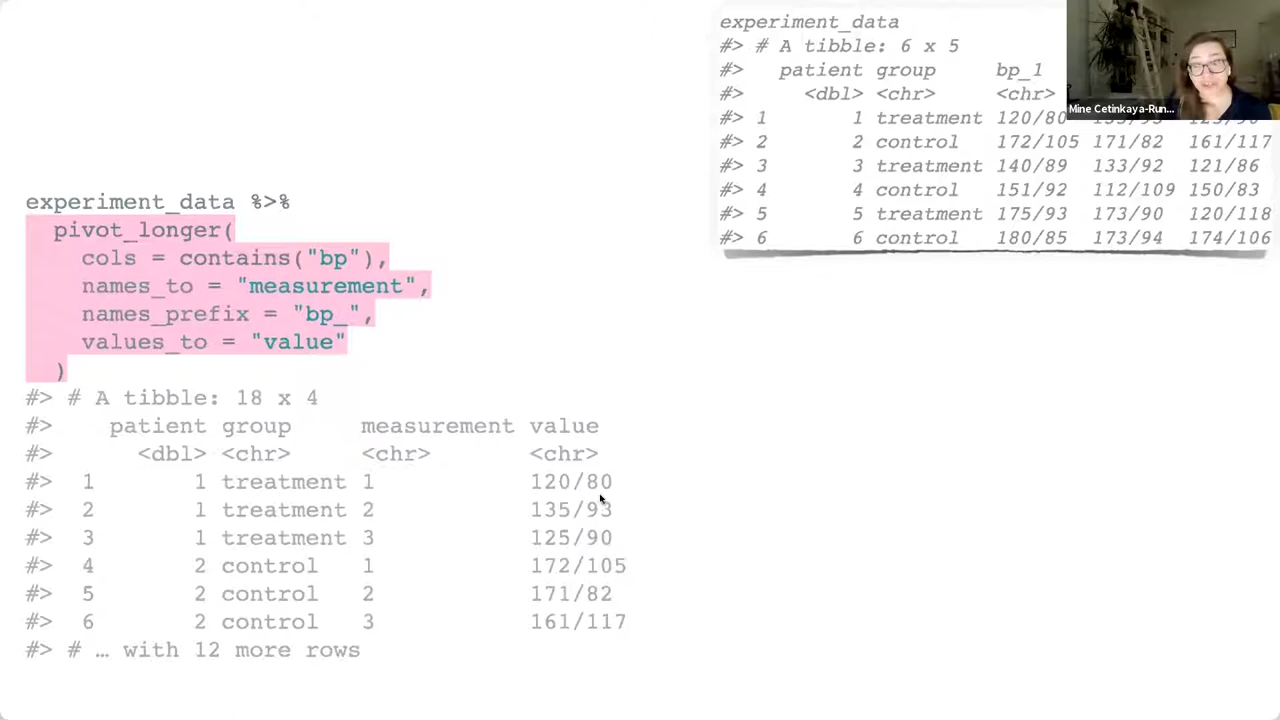 experiment_data
#> # A tibble: 6 x 5
#> patient group bp_1
#> <dbl> <chr> <chr>
#> 1 1 treatment 120/80
#> 2 2 control 172/105 171/82 161/117
#> 3 3 treatment 140/89 133/92 121/86
#> 4 4 control 151/92 112/109 150/83
#> 5 5 treatment 175/93 173/90 120/118
#> 6 6 control 180/85 173/94 174/106
Mine Cetinkaya-Run...
experiment_data %>%
pivot_longer(
cols = contains("bp"),
names_to = "measurement",
names_prefix = "bp_",
values_to = "value"
)
#> # A tibble: 18 x 4
#> patient group measurement value
#> <dbl> <chr> <chr> <chr>
#> 1 1 treatment 1 120/80
#> 2 1 treatment 2 135/93
#> 3 1 treatment 3 125/90
#> 4 2 control 1 172/105
#> 5 2 control 2 171/82
#> 6 2 control 3 161/117
#> # … with 12 more rows